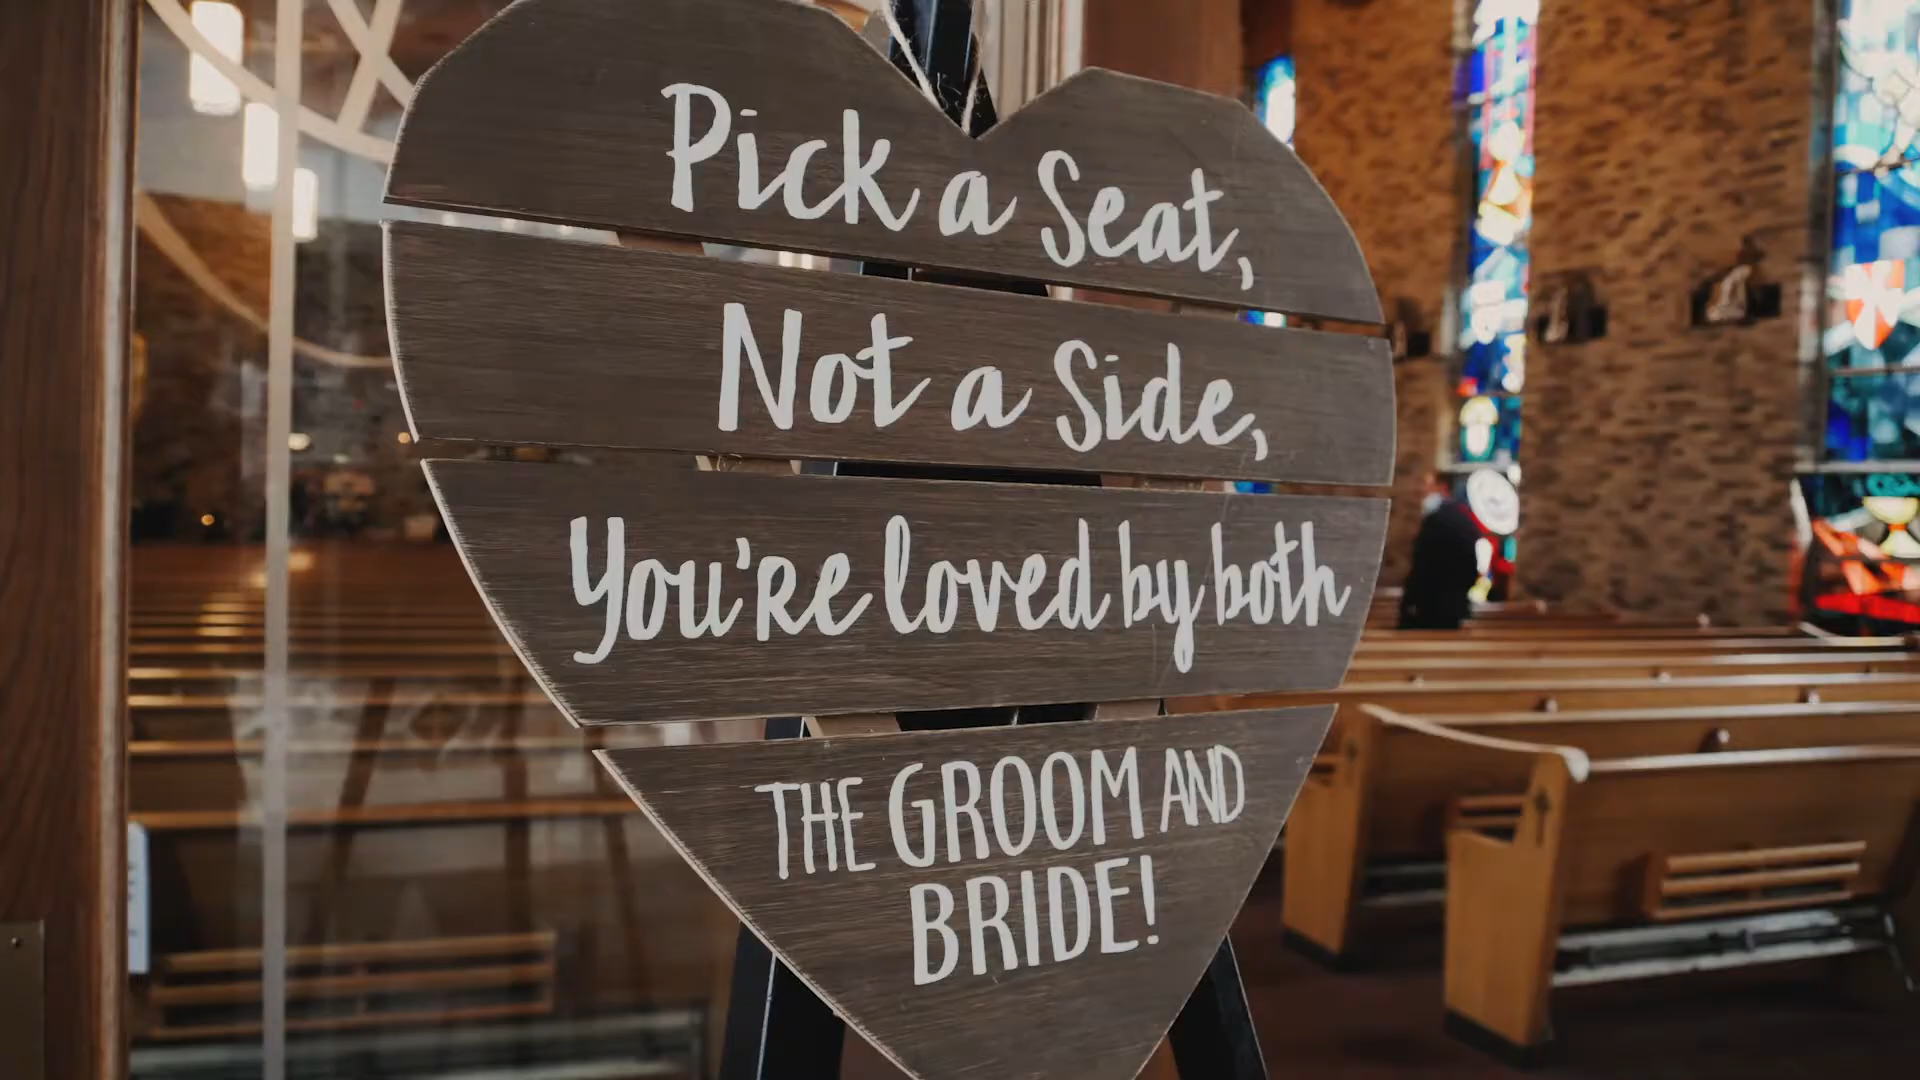 Pick a Seat,
Not a Side,
You're loved by both
THE GROOM AND
BRIDE!